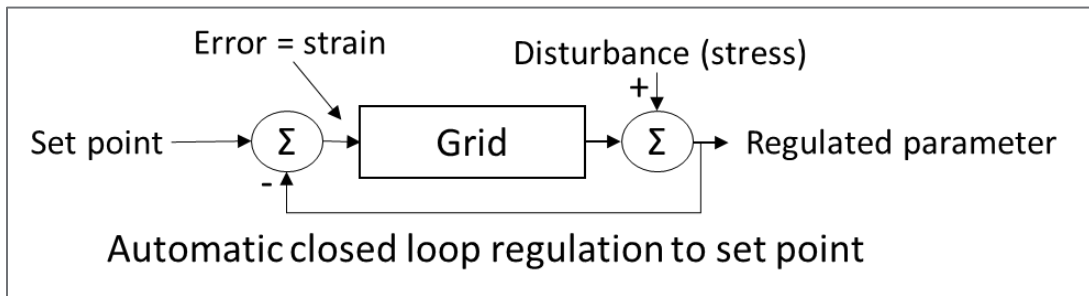 Error = strain
Disturbance (stress)
+
Set point
Σ
Grid
Σ
Regulated parameter
-
Automatic closed loop regulation to set point